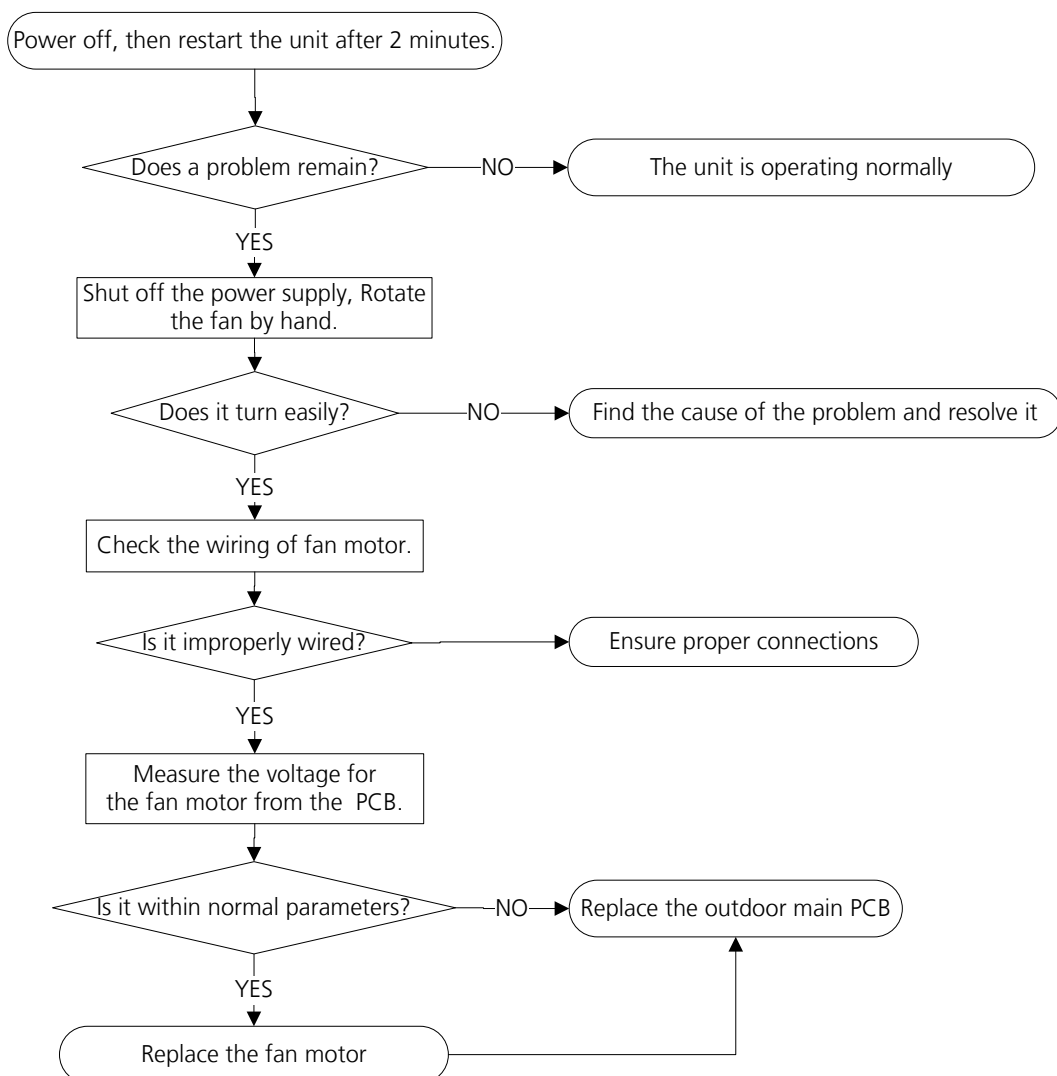 Power off, then restart the unit after 2 minutes.
Does a problem remain?
NO
The unit is operating normally
YES
Shut off the power supply, Rotate
the fan by hand.
Does it turn easily?
NO
Find the cause of the problem and resolve it
YES
Check the wiring of fan motor.
Is it improperly wired?
Ensure proper connections
YES
Measure the voltage for
the fan motor from the PCB.
Is it within normal parameters?
NO
Replace the outdoor main PCB
YES
Replace the fan motor